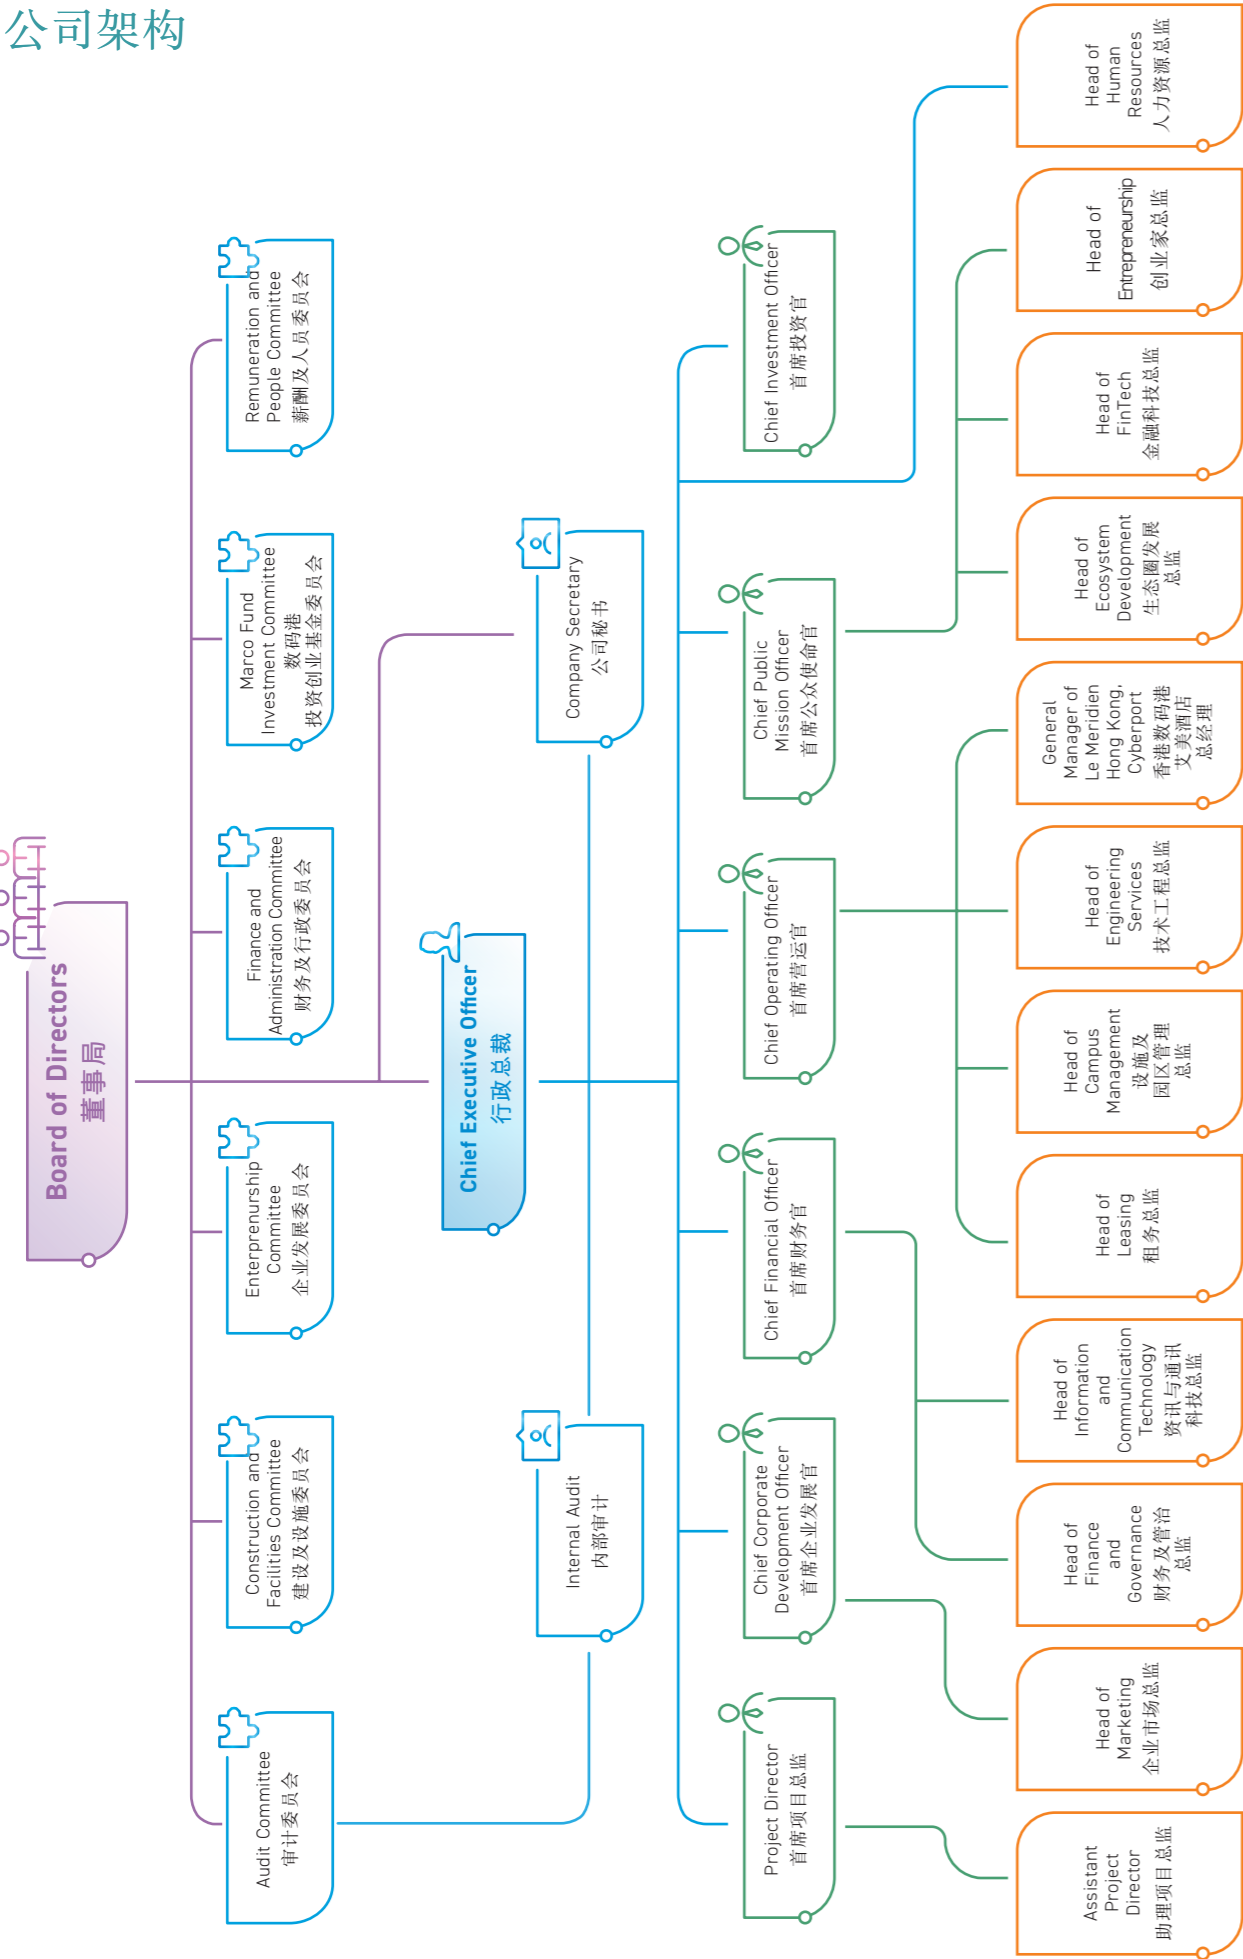 公司架构
Board of Directors
董事局
Audit Committee
审计委员会
Construction and
Facilities Committee
建设及设施委员会
Enterprenurship
Committee
企业发展委员会
Finance and
Administration Committee
财务及行政委员会
Marco Fund
Investment Committee
数码港
投资创业基金委员会
Remuneration and
People Committee
薪酬及人员委员会
Chief Executive Officer
行政总裁
Internal Audit
内部审计
Company Secretary
公司秘书
Project Director
首席项目总监
Chief Corporate
Development Officer
首席企业发展官
Chief Financial Officer
首席财务官
Chief Operating Officer
首席营运官
Chief Public
Mission Officer
首席公众使命官
Chief Investment Officer
首席投资官
Assistant
Project
Director
助理项目总监
Head of
Marketing
企业市场总监
Head of
Finance
and
Governance
财务及管治
总监
Head of
Information
and
Communication
Technology
资讯与通讯
科技总监
Head of
Leasing
租务总监
Head of
Campus
Management
设施及
园区管理
总监
Head of
Engineering
Services
技术工程总监
General
Manager of
Le Meridien
Hong Kong,
Cyberport
香港数码港
艾美酒店
总经理
Head of
Ecosystem
Development
生态圈发展
总监
Head of
FinTech
金融科技总监
Head of
Entrepreneurship
创业家总监
Head of
Human
Resources
人力资源总监